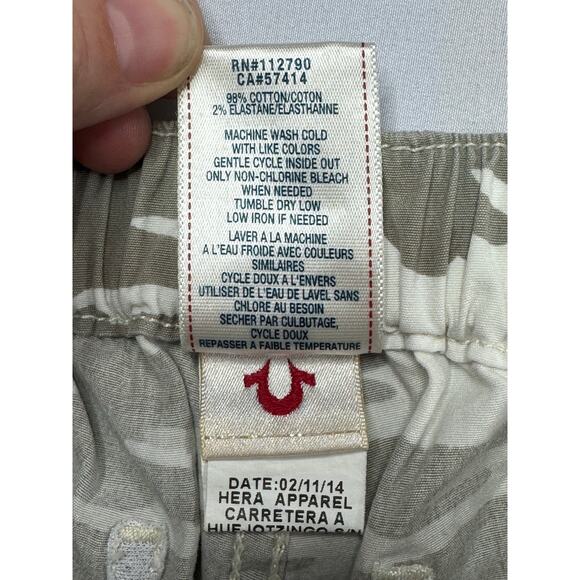 RN#112790
CA#57414
98% COTTON/COTON
2% ELASTANE/ELASTHANNE
MACHINE WASH COLD
WITH LIKE COLORS
GENTLE CYCLE INSIDE OUT
ONLY NON-CHLORINE BLEACH
WHEN NEEDED
TUMBLE DRY LOW
LOW IRON IF NEEDED
LAVER A LA MACHINE
A L'EAU FROIDE AVEC COULEURS
SIMILAIRES
CYCLE DOUX A L'ENVERS
UTILISER DE L'EAU DE LAVEL SANS
CHLORE AU BESOIN
SECHER PAR CULBUTAGE,
CYCLE DOUX
REPASSER A FAIBLE TEMPERATURE
DATE:02/11/14
HERA APPAREL
CARRETERA A
HUEJOTZINGO S/N